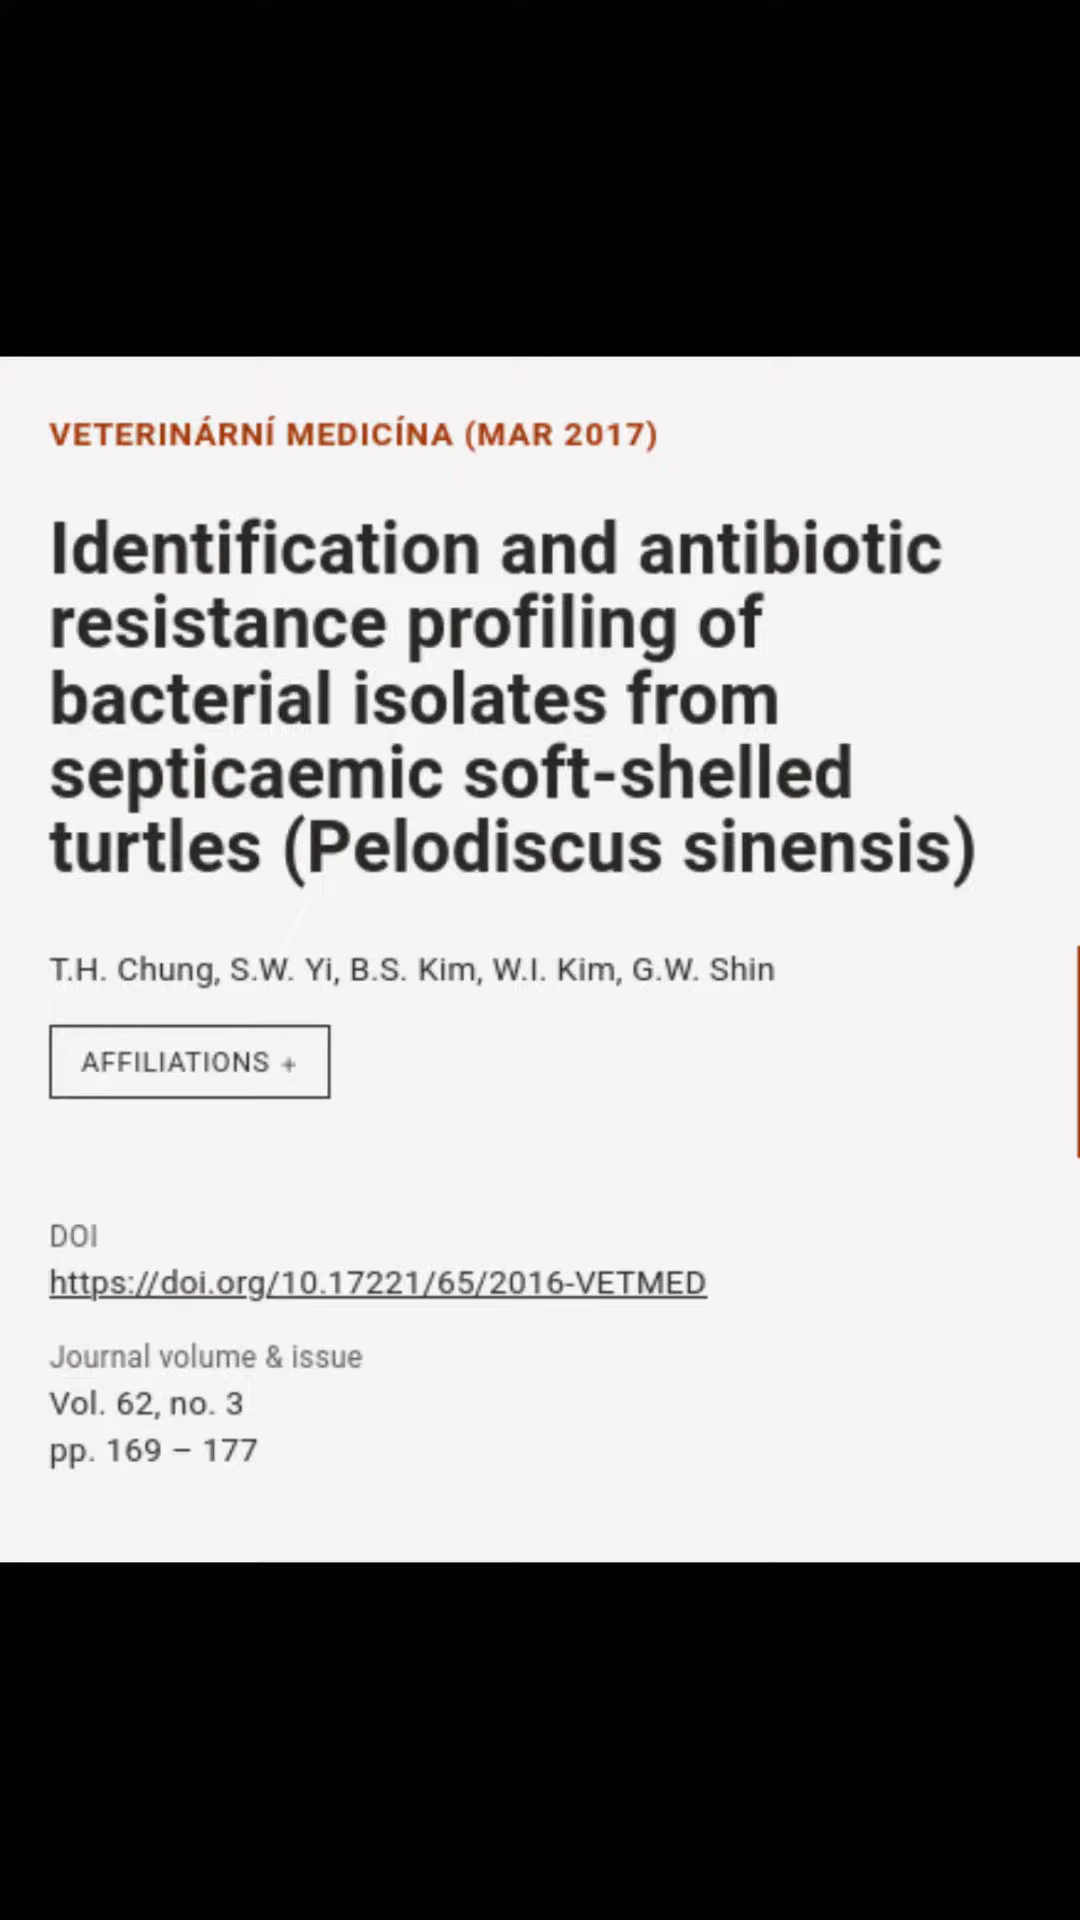 VETERINÁRNÍ MEDICÍNA (MAR 2017)
Identification and antibiotic
resistance profiling of
bacterial isolates from
septicaemic soft-shelled
turtles (Pelodiscus sinensis)
T.H. Chung, S.W. Yi, B.S. Kim, W.I. Kim, G.W. Shin
AFFILIATIONS +
DOI
https://doi.org/10.17221/65/2016-VETMED
Journal volume & issue
Vol. 62, no. 3
pp. 169 – 177